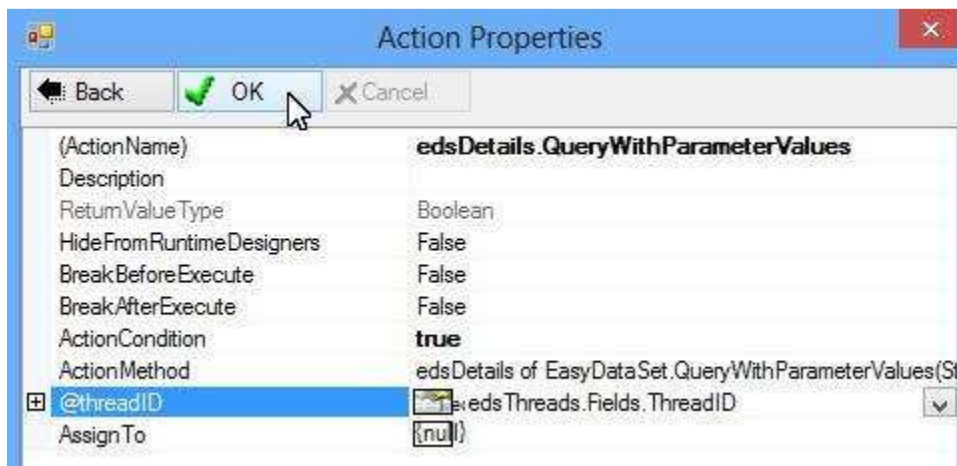 Action Properties
Back OK Cancel
(ActionName) edsDetails.QueryWithParameterValues
Description
ReturnValueType Boolean
HideFromRuntimeDesigners False
BreakBeforeExecute False
BreakAfterExecute False
ActionCondition true
ActionMethod edsDetails of EasyDataSet.QueryWithParameterValues(St
@threadID edsThreads.Fields.ThreadID
AssignTo {null}